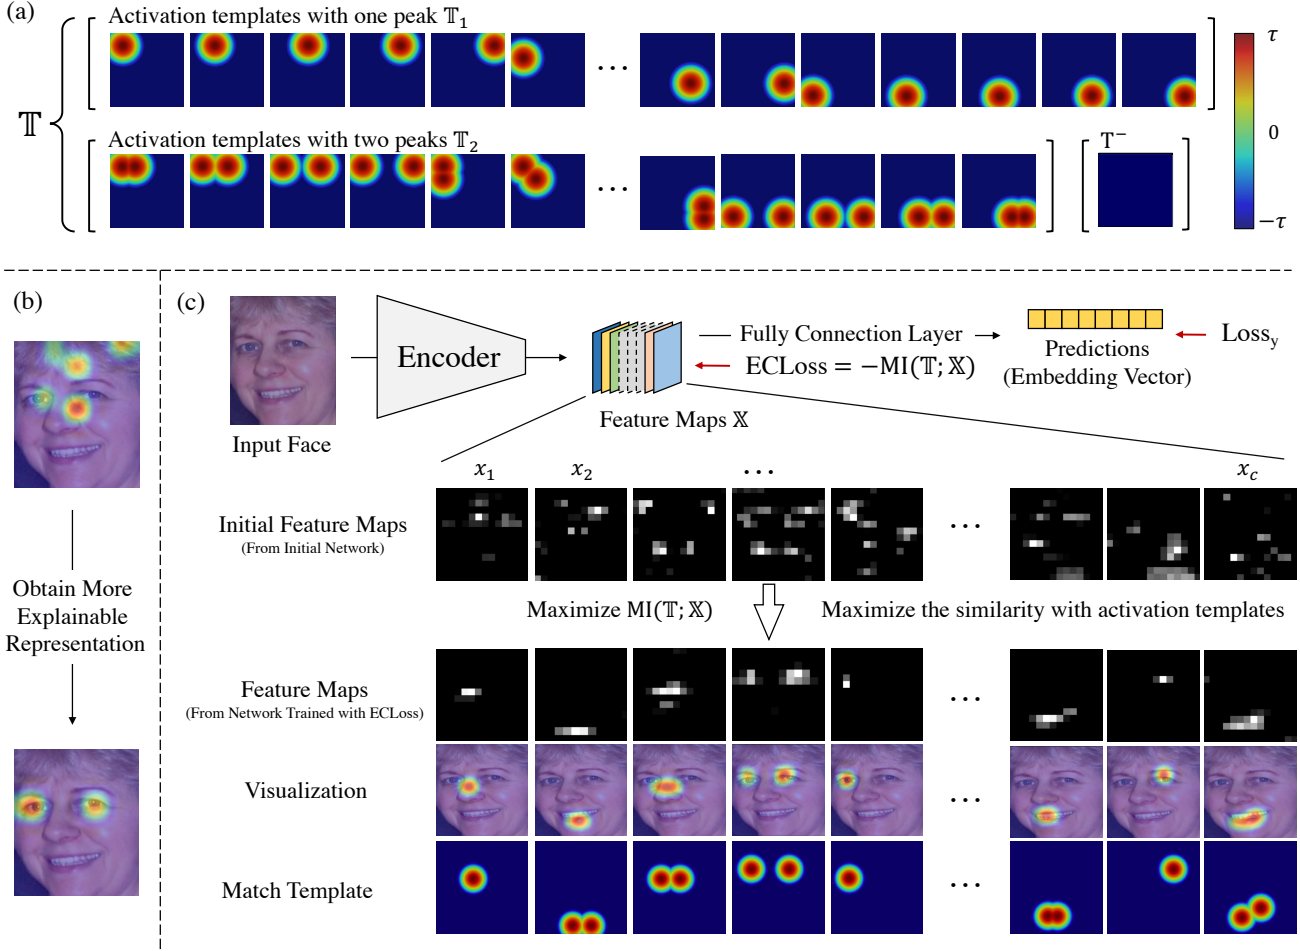 (a)
Activation templates with one peak 𝕋₁
...
𝕋
Activation templates with two peaks 𝕋₂
...
T⁻
τ
0
−τ
(b)
Obtain More
Explainable
Representation
(c)
Input Face
Encoder
Feature Maps 𝕏
Fully Connection Layer
ECLoss = −MI(𝕋; 𝕏)
Predictions
(Embedding Vector)
Loss_y
x₁ x₂ ... x_c
Initial Feature Maps
(From Initial Network)
...
Maximize MI(𝕋; 𝕏)
Maximize the similarity with activation templates
Feature Maps
(From Network Trained with ECLoss)
...
Visualization
...
Match Template
...